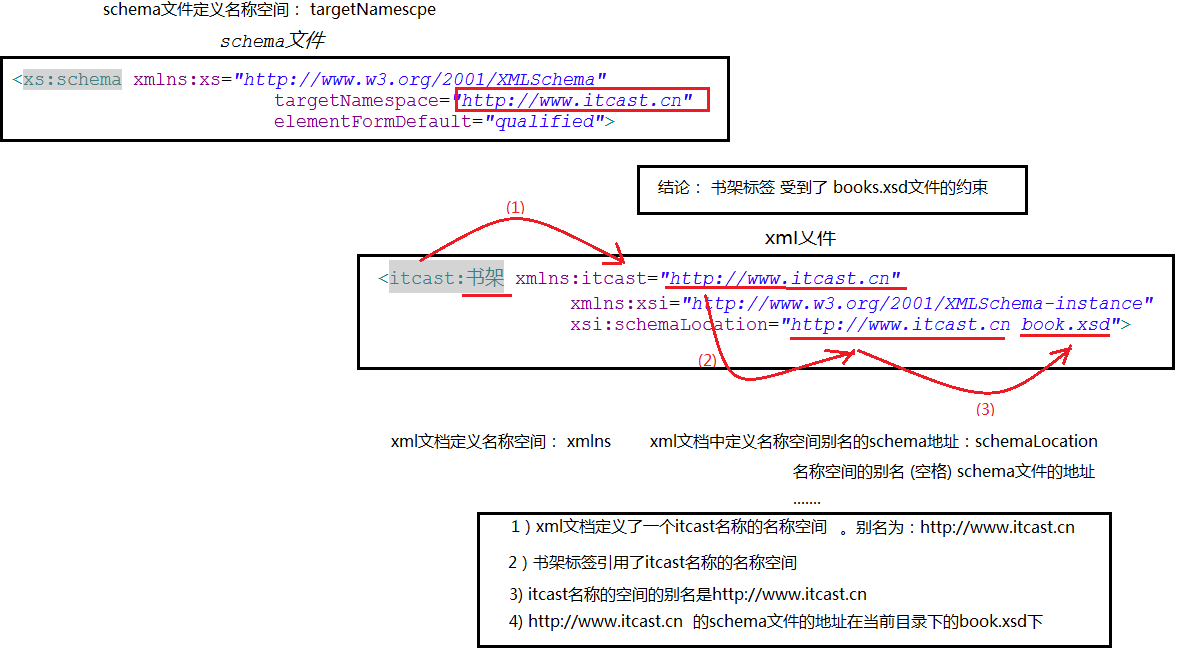 schema文件定义名称空间： targetNamescpe
schema文件
<xs:schema xmlns:xs="http://www.w3.org/2001/XMLSchema"
targetNamespace="http://www.itcast.cn"
elementFormDefault="qualified">
结论： 书架标签 受到了 books.xsd文件的约束
(1)
xml文件
<itcast:书架 xmlns:itcast="http://www.itcast.cn"
xmlns:xsi="http://www.w3.org/2001/XMLSchema-instance"
xsi:schemaLocation="http://www.itcast.cn book.xsd">
(2)
(3)
xml文档定义名称空间： xmlns
xml文档中定义名称空间别名的schema地址：schemaLocation
名称空间的别名 (空格) schema文件的地址
.......
1）xml文档定义了一个itcast名称的名称空间 。别名为：http://www.itcast.cn
2）书架标签引用了itcast名称的名称空间
3) itcast名称的空间的别名是http://www.itcast.cn
4) http://www.itcast.cn 的schema文件的地址在当前目录下的book.xsd下